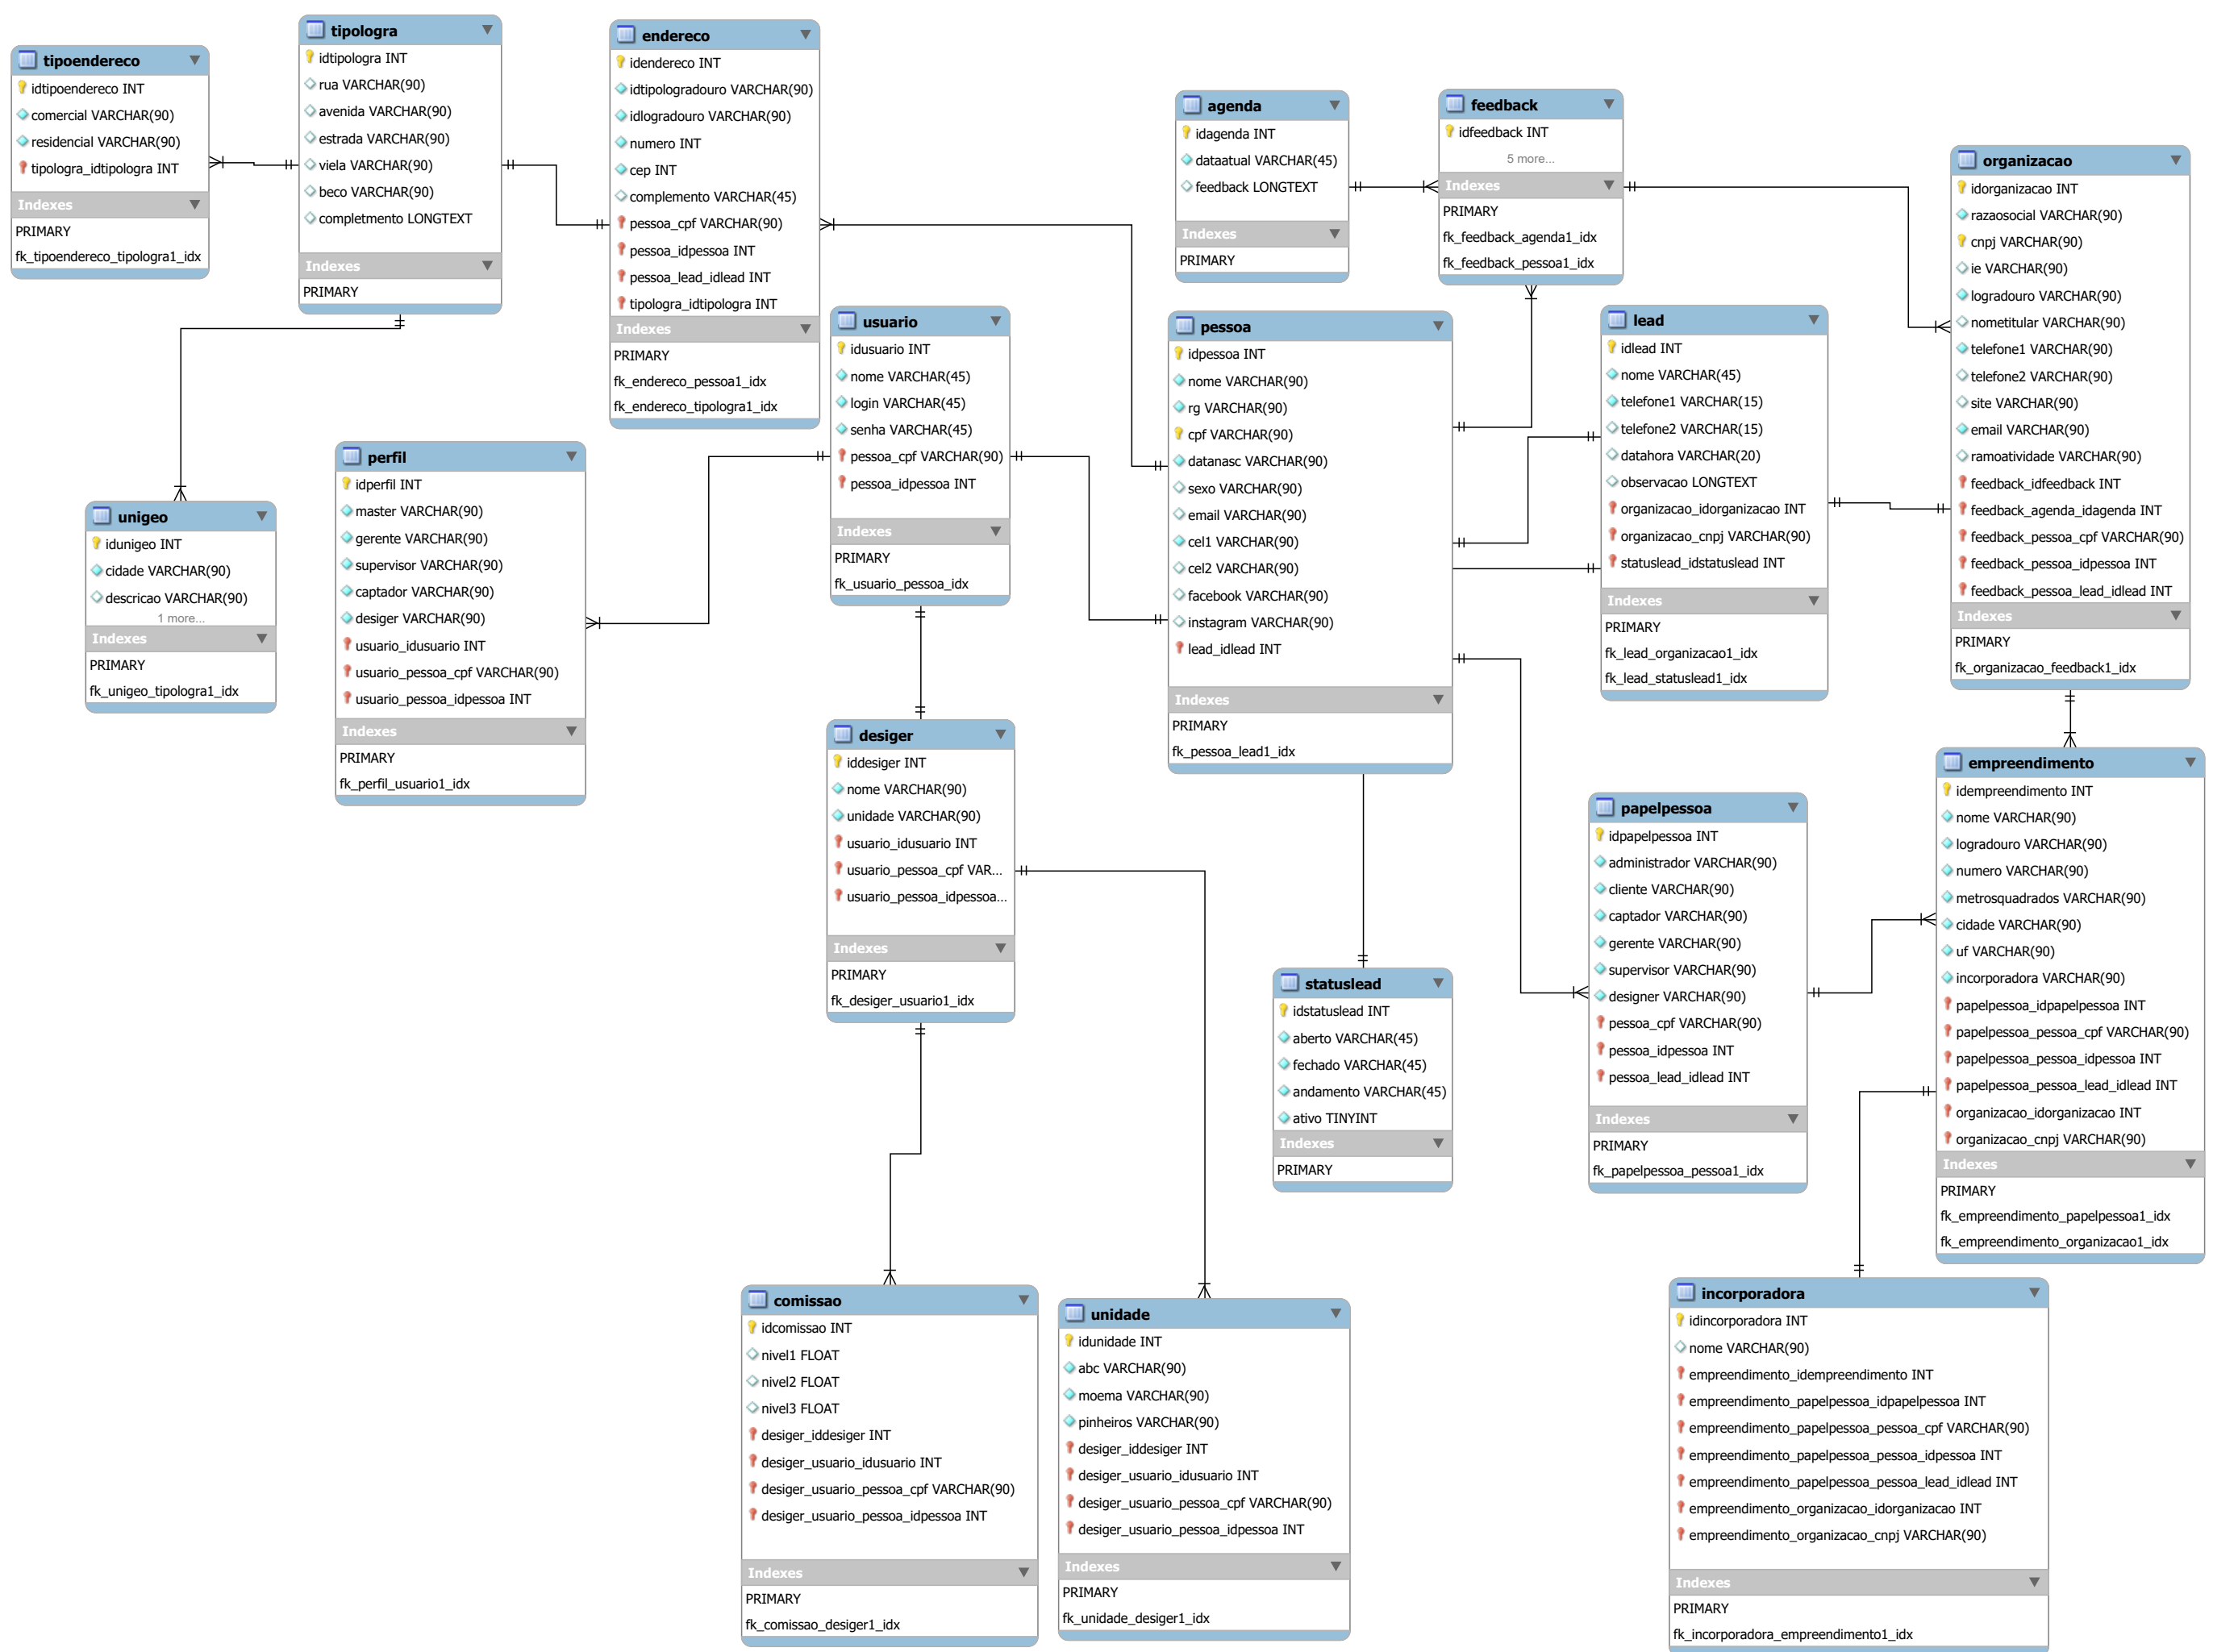 tipoendereco
idtipoendereco INT
comercial VARCHAR(90)
residencial VARCHAR(90)
tipologra_idtipologra INT
Indexes
PRIMARY
fk_tipoendereco_tipologra1_idx
tipologra
idtipologra INT
rua VARCHAR(90)
avenida VARCHAR(90)
estrada VARCHAR(90)
viela VARCHAR(90)
beco VARCHAR(90)
completmento LONGTEXT
Indexes
PRIMARY
endereco
idendereco INT
idtipologradouro VARCHAR(90)
idlogradouro VARCHAR(90)
numero INT
cep INT
complemento VARCHAR(45)
pessoa_cpf VARCHAR(90)
pessoa_idpessoa INT
pessoa_lead_idlead INT
tipologra_idtipologra INT
Indexes
PRIMARY
fk_endereco_pessoa1_idx
fk_endereco_tipologra1_idx
agenda
idagenda INT
dataatual VARCHAR(45)
feedback LONGTEXT
Indexes
PRIMARY
feedback
idfeedback INT
5 more...
Indexes
PRIMARY
fk_feedback_agenda1_idx
fk_feedback_pessoa1_idx
organizacao
idorganizacao INT
razaosocial VARCHAR(90)
cnpj VARCHAR(90)
ie VARCHAR(90)
logradouro VARCHAR(90)
nometitular VARCHAR(90)
telefone1 VARCHAR(90)
telefone2 VARCHAR(90)
site VARCHAR(90)
email VARCHAR(90)
ramoatividade VARCHAR(90)
feedback_idfeedback INT
feedback_agenda_idagenda INT
feedback_pessoa_cpf VARCHAR(90)
feedback_pessoa_idpessoa INT
feedback_pessoa_lead_idlead INT
Indexes
PRIMARY
fk_organizacao_feedback1_idx
usuario
idusuario INT
nome VARCHAR(45)
login VARCHAR(45)
senha VARCHAR(45)
pessoa_cpf VARCHAR(90)
pessoa_idpessoa INT
Indexes
PRIMARY
fk_usuario_pessoa_idx
pessoa
idpessoa INT
nome VARCHAR(90)
rg VARCHAR(90)
cpf VARCHAR(90)
datanasc VARCHAR(90)
sexo VARCHAR(90)
email VARCHAR(90)
cel1 VARCHAR(90)
cel2 VARCHAR(90)
facebook VARCHAR(90)
instagram VARCHAR(90)
lead_idlead INT
Indexes
PRIMARY
fk_pessoa_lead1_idx
lead
idlead INT
nome VARCHAR(45)
telefone1 VARCHAR(15)
telefone2 VARCHAR(15)
datahora VARCHAR(20)
observacao LONGTEXT
organizacao_idorganizacao INT
organizacao_cnpj VARCHAR(90)
statuslead_idstatuslead INT
Indexes
PRIMARY
fk_lead_organizacao1_idx
fk_lead_statuslead1_idx
perfil
idperfil INT
master VARCHAR(90)
gerente VARCHAR(90)
supervisor VARCHAR(90)
captador VARCHAR(90)
desiger VARCHAR(90)
usuario_idusuario INT
usuario_pessoa_cpf VARCHAR(90)
usuario_pessoa_idpessoa INT
Indexes
PRIMARY
fk_perfil_usuario1_idx
unigeo
idunigeo INT
cidade VARCHAR(90)
descricao VARCHAR(90)
1 more...
Indexes
PRIMARY
fk_unigeo_tipologra1_idx
desiger
iddesiger INT
nome VARCHAR(90)
unidade VARCHAR(90)
usuario_idusuario INT
usuario_pessoa_cpf VAR...
usuario_pessoa_idpessoa...
Indexes
PRIMARY
fk_desiger_usuario1_idx
empreendimento
idempreendimento INT
nome VARCHAR(90)
logradouro VARCHAR(90)
numero VARCHAR(90)
metrosquadrados VARCHAR(90)
cidade VARCHAR(90)
uf VARCHAR(90)
incorporadora VARCHAR(90)
papelpessoa_idpapelpessoa INT
papelpessoa_pessoa_cpf VARCHAR(90)
papelpessoa_pessoa_idpessoa INT
papelpessoa_pessoa_lead_idlead INT
organizacao_idorganizacao INT
organizacao_cnpj VARCHAR(90)
Indexes
PRIMARY
fk_empreendimento_papelpessoa1_idx
fk_empreendimento_organizacao1_idx
papelpessoa
idpapelpessoa INT
administrador VARCHAR(90)
cliente VARCHAR(90)
captador VARCHAR(90)
gerente VARCHAR(90)
supervisor VARCHAR(90)
designer VARCHAR(90)
pessoa_cpf VARCHAR(90)
pessoa_idpessoa INT
pessoa_lead_idlead INT
Indexes
PRIMARY
fk_papelpessoa_pessoa1_idx
statuslead
idstatuslead INT
aberto VARCHAR(45)
fechado VARCHAR(45)
andamento VARCHAR(45)
ativo TINYINT
Indexes
PRIMARY
comissao
idcomissao INT
nivel1 FLOAT
nivel2 FLOAT
nivel3 FLOAT
desiger_iddesiger INT
desiger_usuario_idusuario INT
desiger_usuario_pessoa_cpf VARCHAR(90)
desiger_usuario_pessoa_idpessoa INT
Indexes
PRIMARY
fk_comissao_desiger1_idx
unidade
idunidade INT
abc VARCHAR(90)
moema VARCHAR(90)
pinheiros VARCHAR(90)
desiger_iddesiger INT
desiger_usuario_idusuario INT
desiger_usuario_pessoa_cpf VARCHAR(90)
desiger_usuario_pessoa_idpessoa INT
Indexes
PRIMARY
fk_unidade_desiger1_idx
incorporadora
idincorporadora INT
nome VARCHAR(90)
empreendimento_idempreendimento INT
empreendimento_papelpessoa_idpapelpessoa INT
empreendimento_papelpessoa_pessoa_cpf VARCHAR(90)
empreendimento_papelpessoa_pessoa_idpessoa INT
empreendimento_papelpessoa_pessoa_lead_idlead INT
empreendimento_organizacao_idorganizacao INT
empreendimento_organizacao_cnpj VARCHAR(90)
Indexes
PRIMARY
fk_incorporadora_empreendimento1_idx